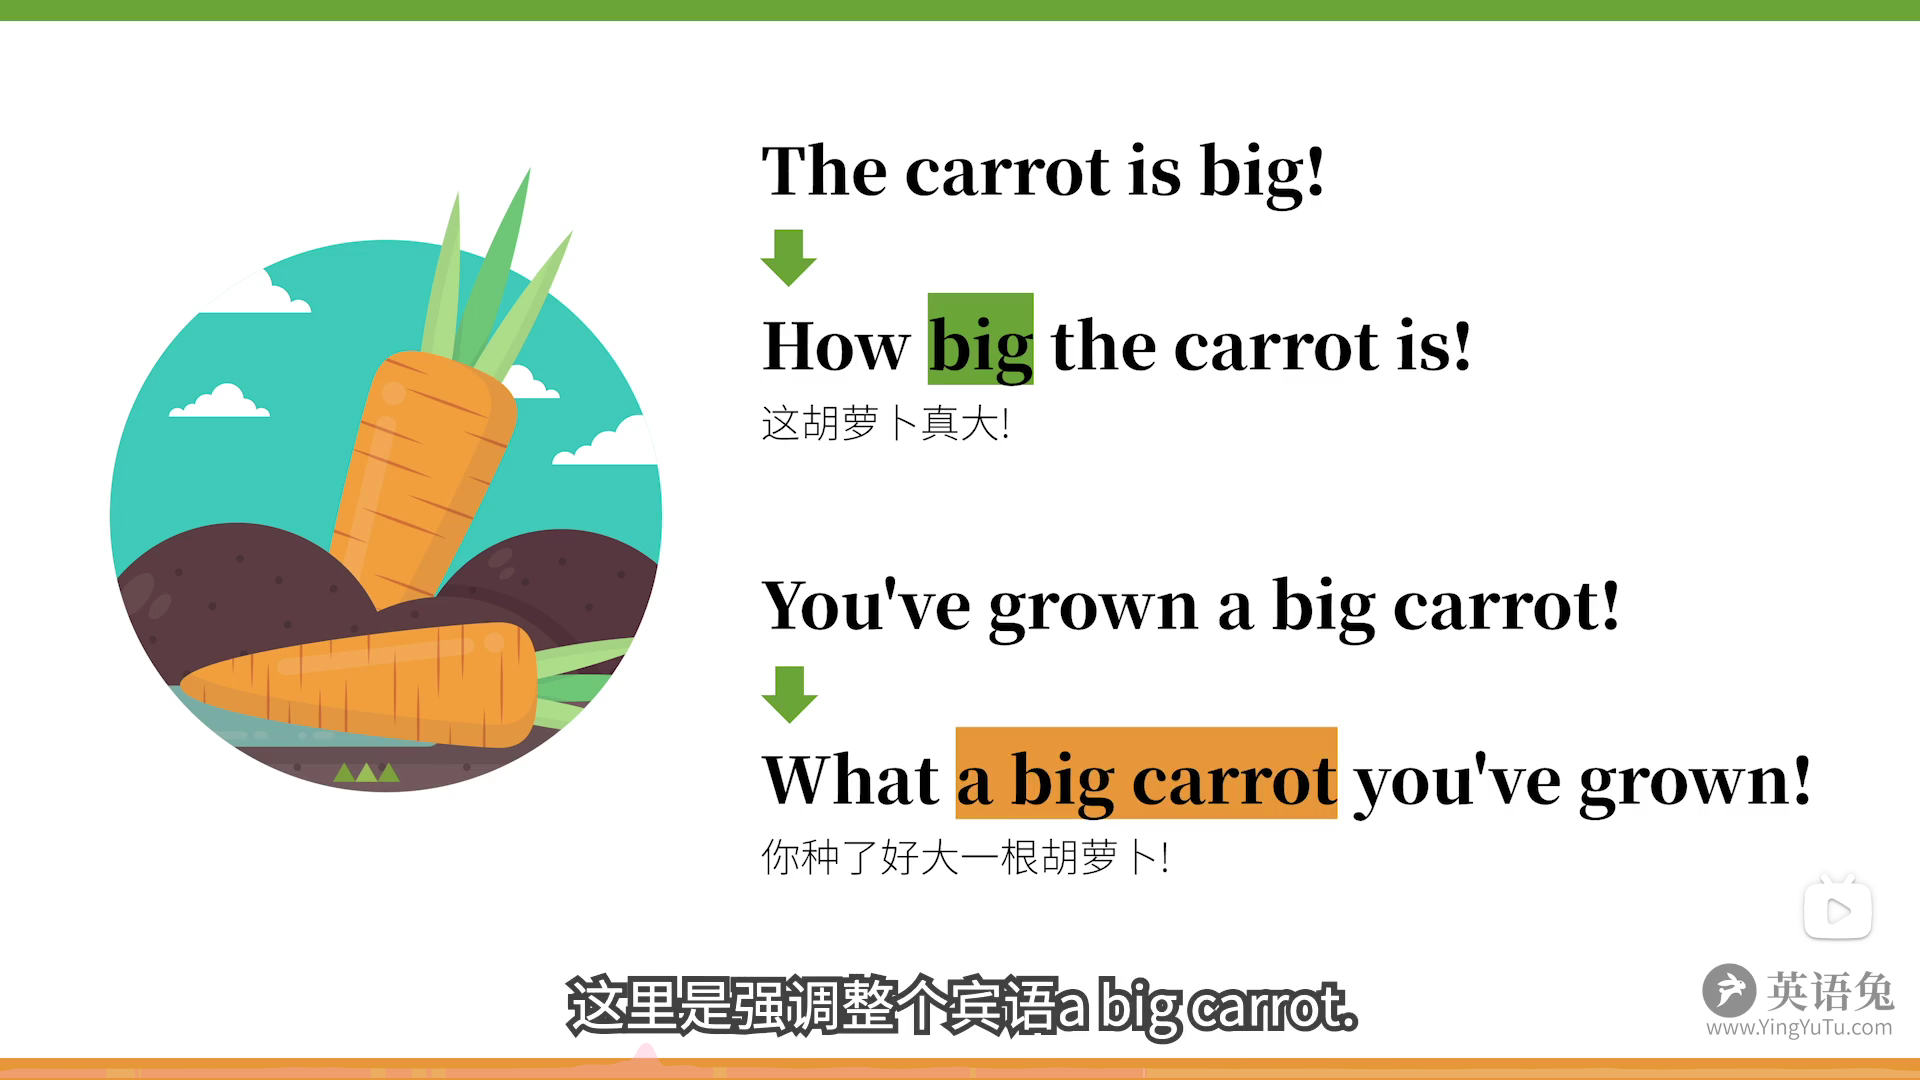 The carrot is big!
How big the carrot is!
这胡萝卜真大!
You've grown a big carrot!
What a big carrot you've grown!
你种了好大一根胡萝卜!
这里是强调整个宾语a big carrot.
英语兔
www.YingYuTu.com